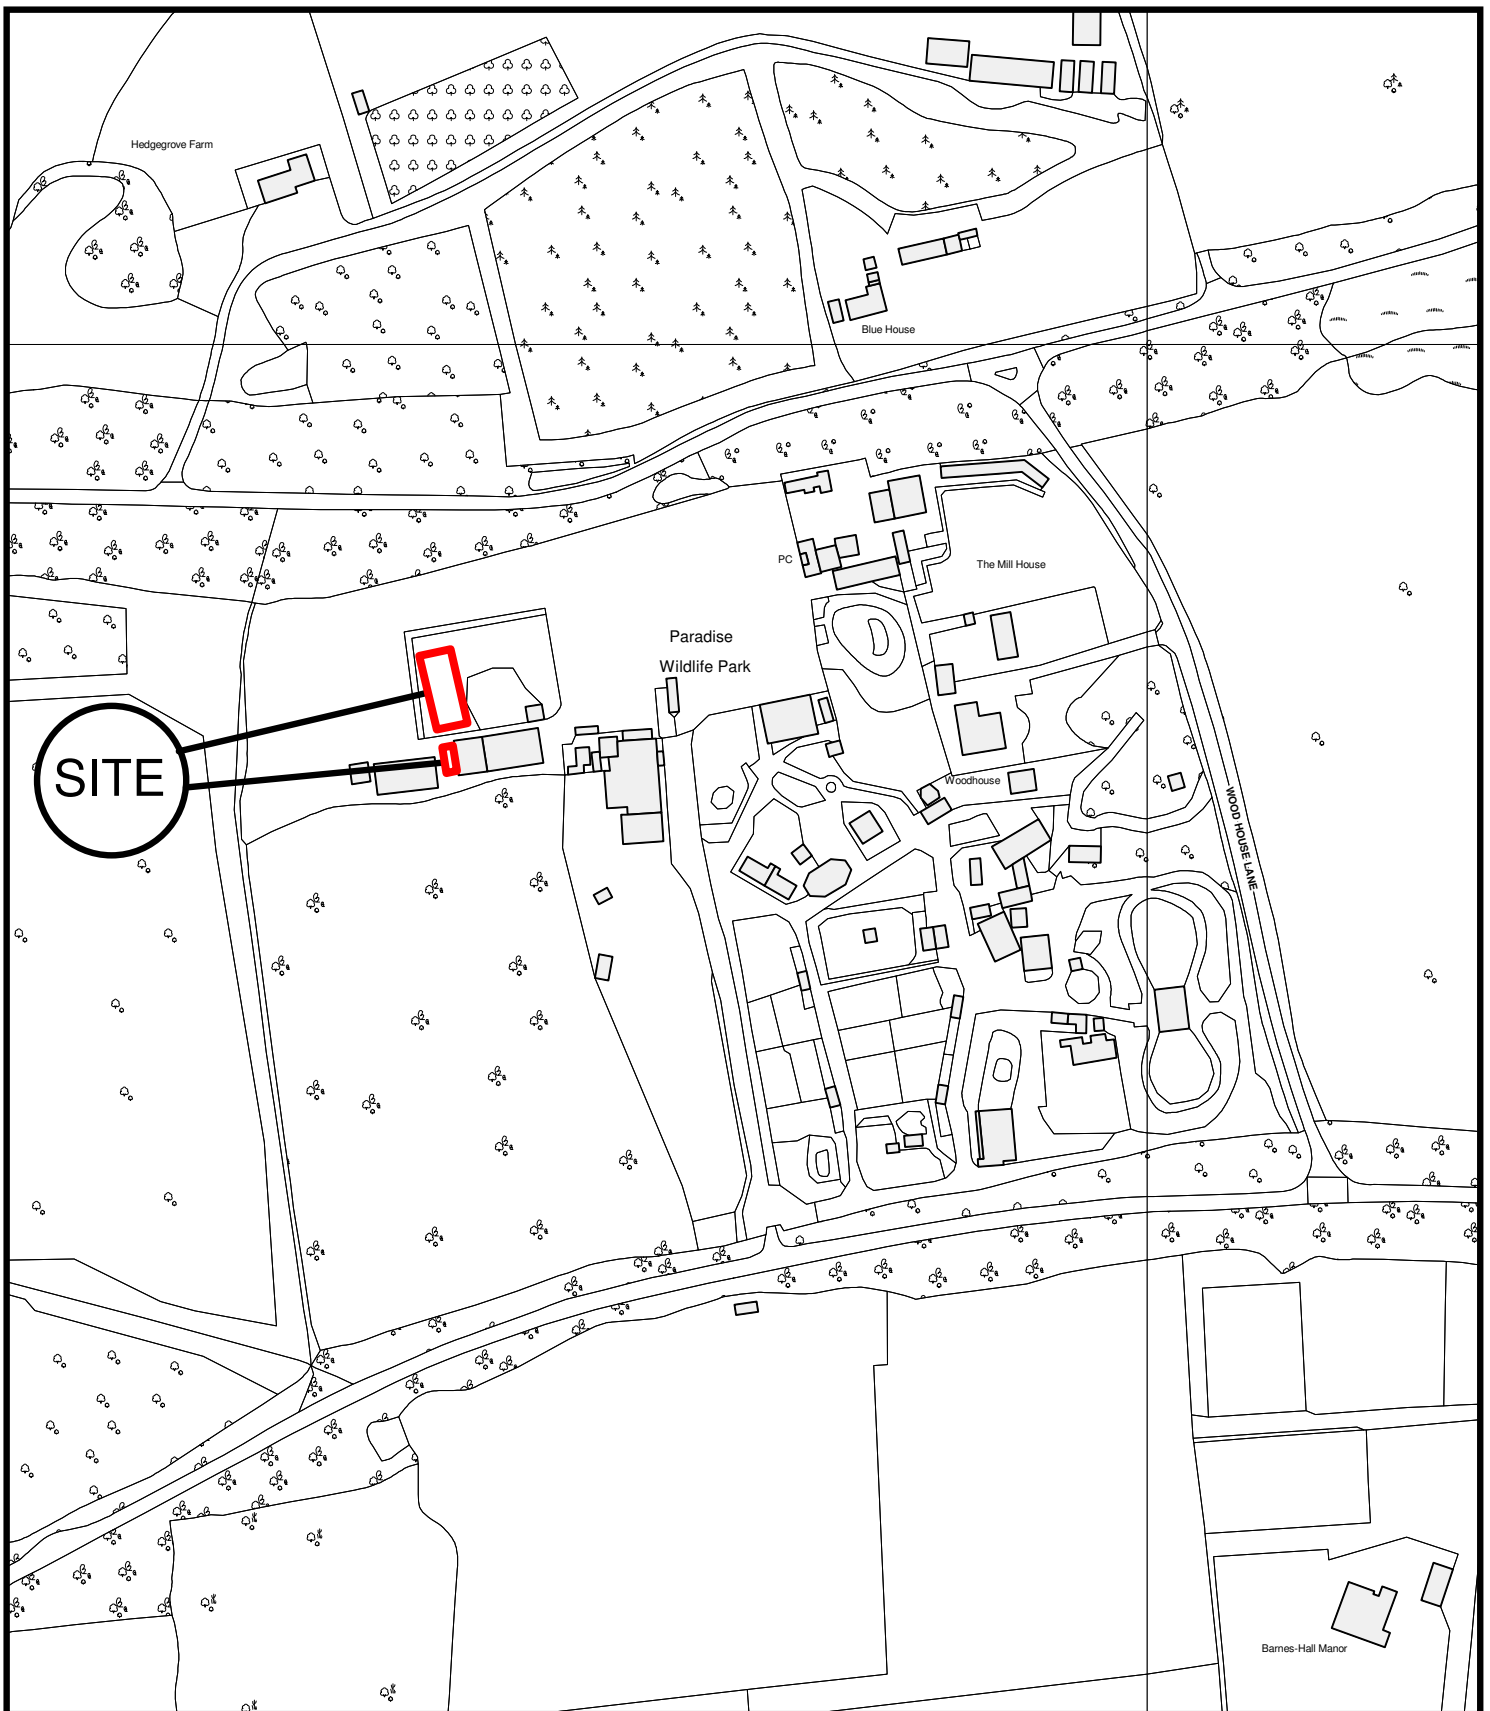 Hedgegrove Farm
Blue House
PC
The Mill House
Paradise
Wildlife Park
SITE
Woodhouse
WOOD HOUSE LANE
Barnes-Hall Manor